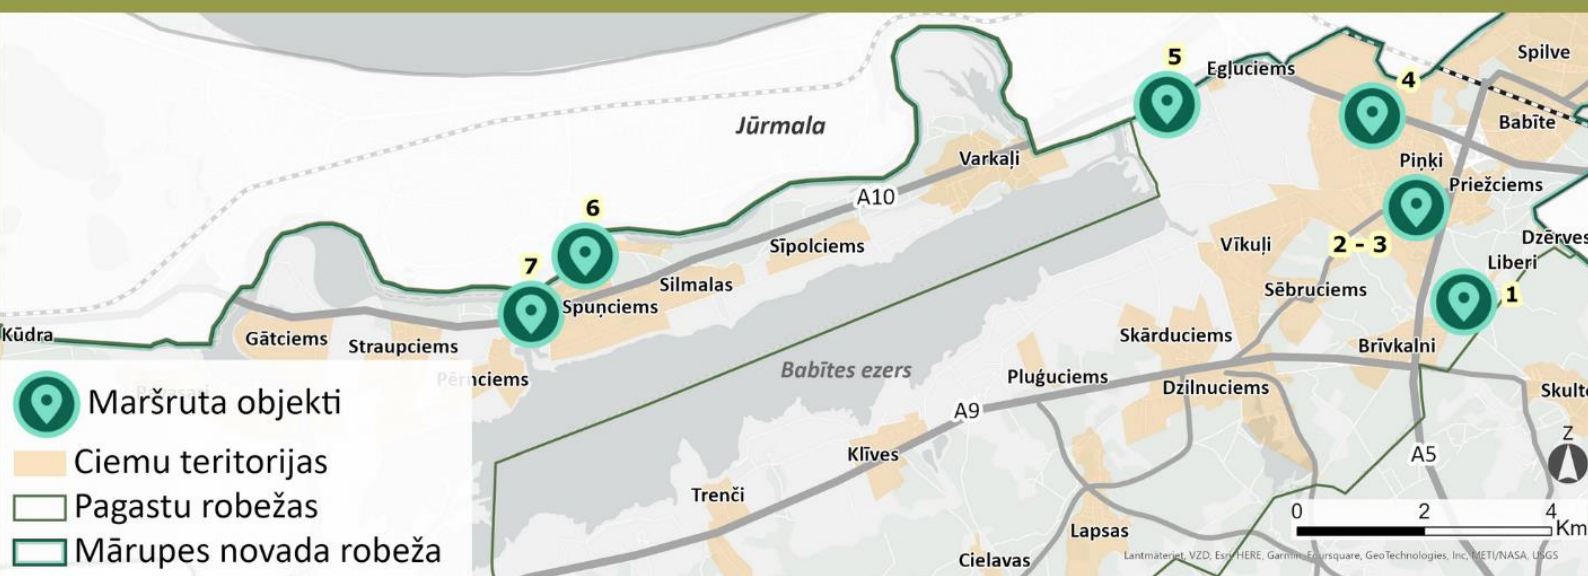 5
Spilve
Egļuciems
4
Jūrmala
Babīte
Varkaļi
Piņķi
Priežciems
A10
6
Dzērves
2 - 3
Vīkuļi
Sīpolciems
Liberi
7
Silmalas
Sēbruciems
1
Spuņciems
Kūdra
Gātciems
Straupciems
Skārduciems
Brīvkalni
Babītes ezers
Pērnciems
Pluģuciems
Dzilnuciems
Skulte
A9
Maršruta objekti
Z
Klīves
A5
Ciemu teritorijas
Trenči
Pagastu robežas
0 2 4
Km
Lapsas
Mārupes novada robeža
Cielavas
Lantmäteriet, VZD, Esri, HERE, Garmin, Foursquare, GeoTechnologies, Inc, METI/NASA, USGS